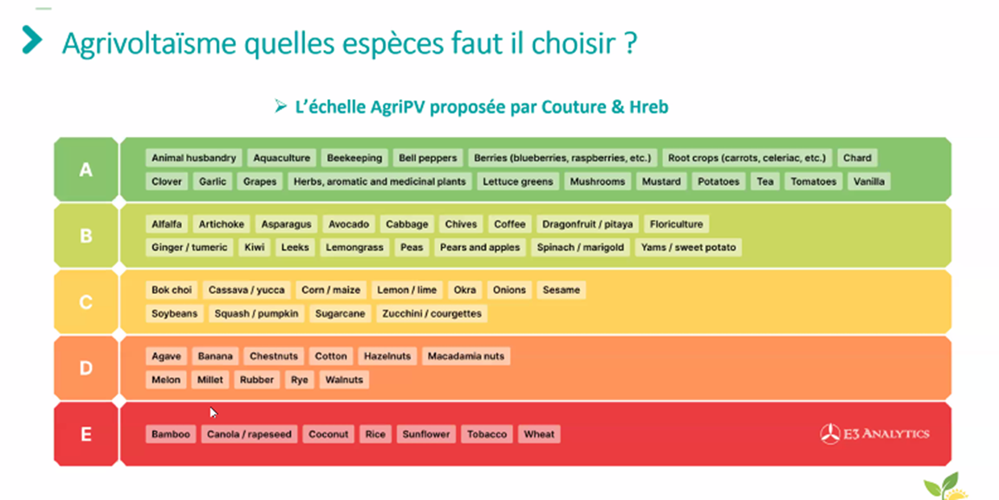 Agrivoltaïsme quelles espèces faut il choisir ?
L'échelle AgriPV proposée par Couture & Hreb
A
Animal husbandry Aquaculture Beekeeping Bell peppers Berries (blueberries, raspberries, etc.) Root crops (carrots, celeriac, etc.) Chard
Clover Garlic Grapes Herbs, aromatic and medicinal plants Lettuce greens Mushrooms Mustard Potatoes Tea Tomatoes Vanilla
B
Alfalfa Artichoke Asparagus Avocado Cabbage Chives Coffee Dragonfruit / pitaya Floriculture
Ginger / tumeric Kiwi Leeks Lemongrass Peas Pears and apples Spinach / marigold Yams / sweet potato
C
Bok choi Cassava / yucca Corn / maize Lemon / lime Okra Onions Sesame
Soybeans Squash / pumpkin Sugarcane Zucchini / courgettes
D
Agave Banana Chestnuts Cotton Hazelnuts Macadamia nuts
Melon Millet Rubber Rye Walnuts
E
Bamboo Canola / rapeseed Coconut Rice Sunflower Tobacco Wheat
E3 ANALYTICS